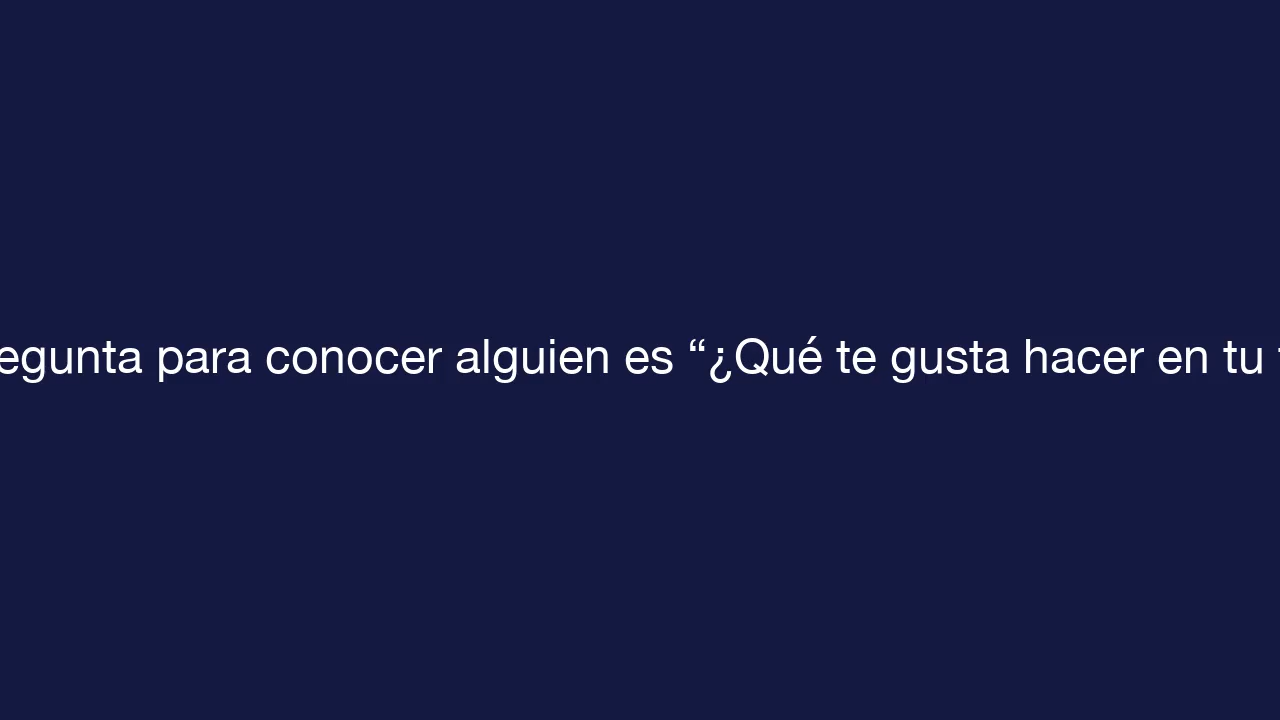 egunta para conocer alguien es “¿Qué te gusta hacer en tu